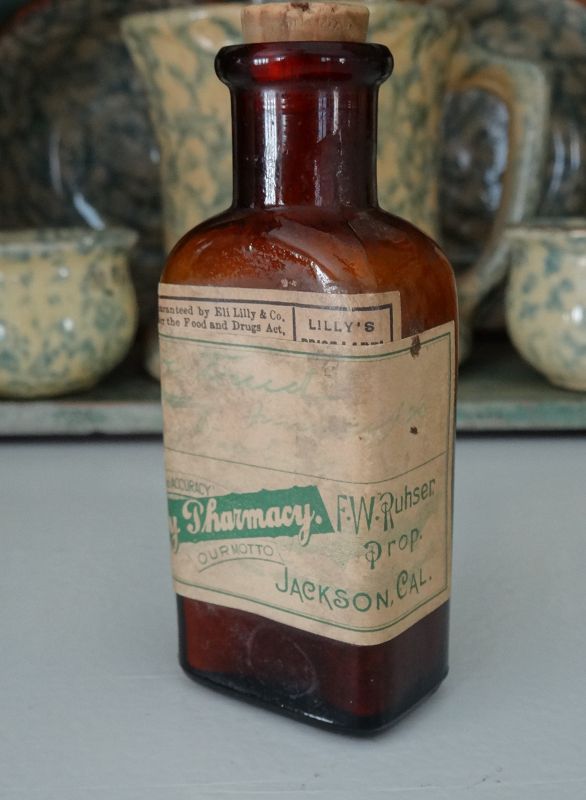 aranteed by Eli Lilly & Co.
er the Food and Drugs Act,
LILLY'S
ACCURACY
y Pharmacy.
OUR MOTTO
F.W. Ruhser
Prop.
JACKSON, CAL.